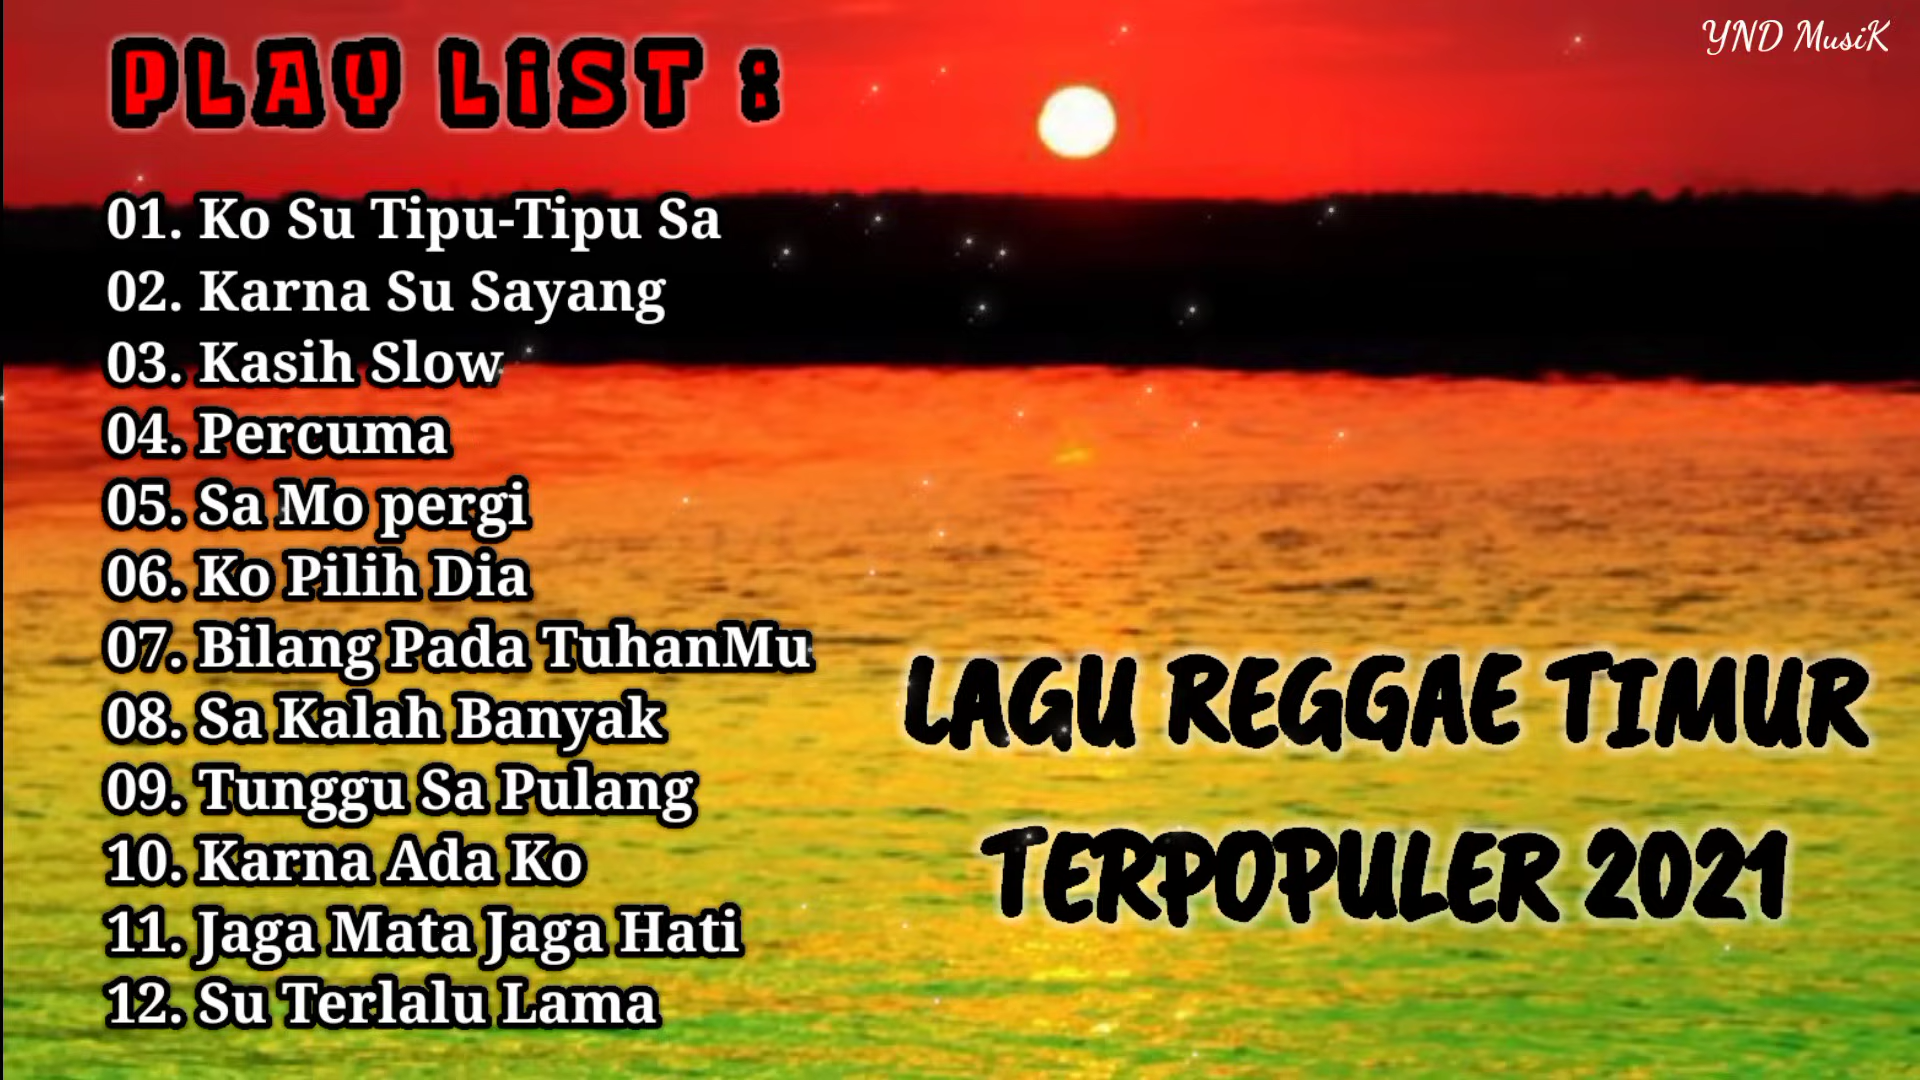 YND MusiK
PLAY LiST :
01. Ko Su Tipu-Tipu Sa
02. Karna Su Sayang
03. Kasih Slow
04. Percuma
05. Sa Mo pergi
06. Ko Pilih Dia
07. Bilang Pada TuhanMu
08. Sa Kalah Banyak
09. Tunggu Sa Pulang
10. Karna Ada Ko
11. Jaga Mata Jaga Hati
12. Su Terlalu Lama
LAGU REGGAE TIMUR
TERPOPULER 2021